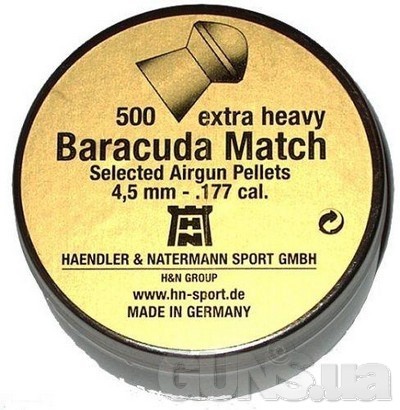 500 extra heavy
Baracuda Match
Selected Airgun Pellets
4,5 mm - .177 cal.
HN
HAENDLER & NATERMANN SPORT GMBH
H&N GROUP
www.hn-sport.de
MADE IN GERMANY
GUNS.ua